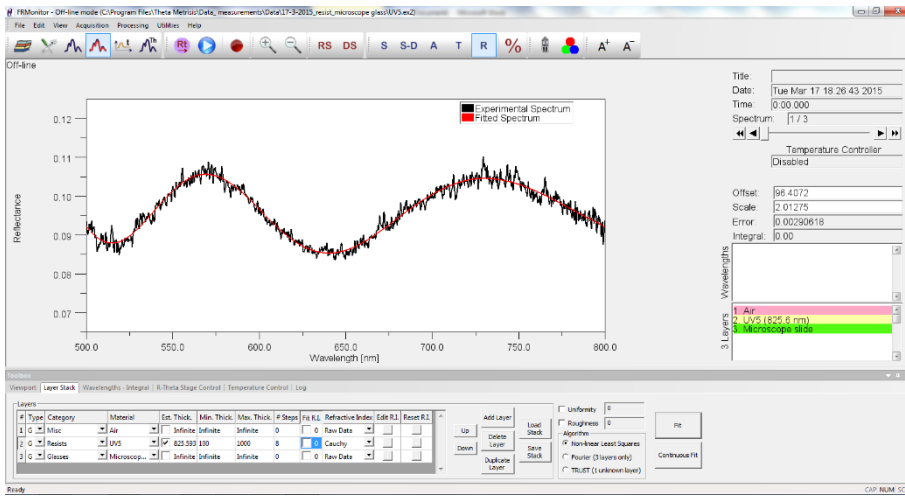 FRMonitor - Off-line mode (C:\Program Files\Theta Metrisis\Data_ measurements\Data\17-3-2015_resist_microscope glass\UV5.ex2)
File Edit View Acquisition Processing Utilities Help
Th Rt RS DS S S-D A T R % A+ A-
Off-line
Experimental Spectrum
Fitted Spectrum
0.12
0.11
0.10
0.09
0.08
0.07
Reflectance
500.0 550.0 600.0 650.0 700.0 750.0 800.0
Wavelength [nm]
Title:
Date: Tue Mar 17 18:26:43 2015
Time: 0:00.000
Spectrum: 1 / 3
Temperature Controller
Disabled
Offset: 96.4072
Scale: 2.01275
Error: 0.00290618
Integral: 0.00
Wavelengths
3 Layers
1. Air
2. UV5 (825.6 nm)
3. Microscope slide
Toolbox
Viewport Layer Stack Wavelengths - Integral R-Theta Stage Control Temperature Control Log
Layers
# Type Category Material Est. Thick. Min. Thick. Max. Thick. # Steps Fit R.I. Refractive Index Edit R.I. Reset R.I.
1 G Misc Air Infinite Infinite Infinite 0 0 Raw Data
2 G Resists UV5 825.593 100 1000 8 0 Cauchy
3 G Glasses Microscop... Infinite Infinite Infinite 0 0 Raw Data
Up
Down
Add Layer
Delete Layer
Duplicate Layer
Load Stack
Save Stack
Uniformity 0
Roughness 0
Algorithm
Non-linear Least Squares
Fourier (3 layers only)
TRUST (1 unknown layer)
Fit
Continuous Fit
Ready
CAP NUM SC